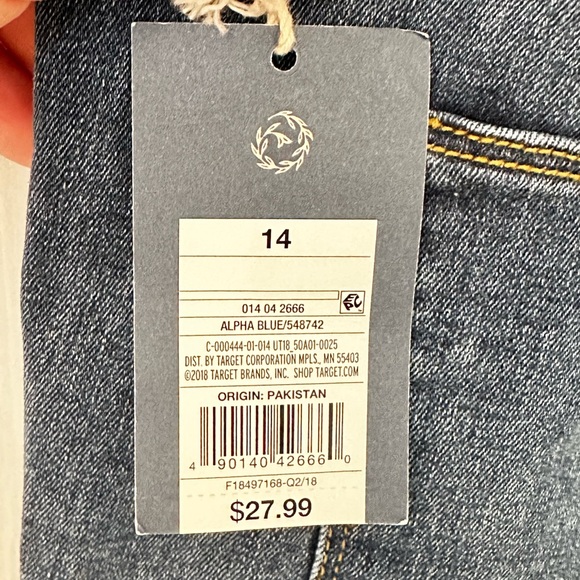 14
014 04 2666
ALPHA BLUE/548742
C-000444-01-014 UT18_50A01-0025
DIST. BY TARGET CORPORATION MPLS., MN 55403
©2018 TARGET BRANDS, INC. SHOP TARGET.COM
ORIGIN: PAKISTAN
4 90140 42666 0
F18497168-Q2/18
$27.99